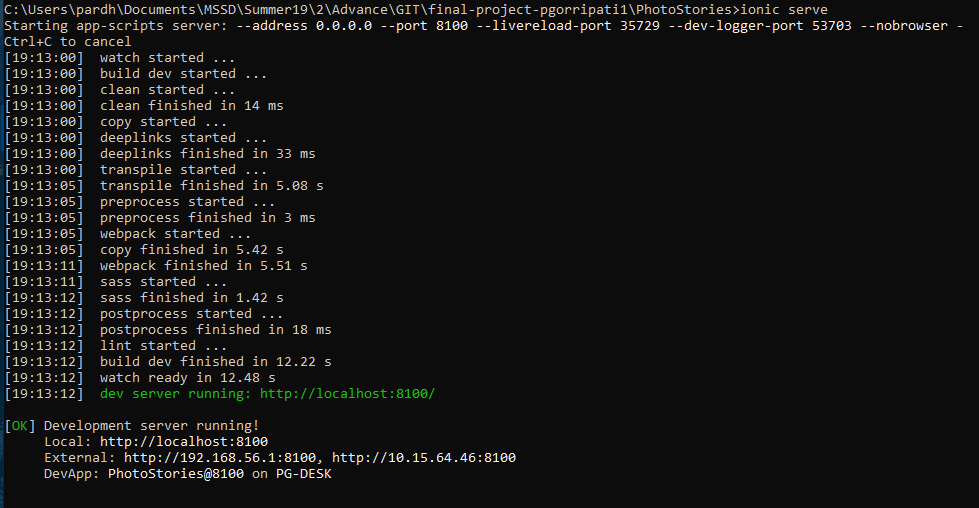 C:\Users\pardh\Documents\MSSD\Summer19\2\Advance\GIT\final-project-pgorripati1\PhotoStories>ionic serve
Starting app-scripts server: --address 0.0.0.0 --port 8100 --livereload-port 35729 --dev-logger-port 53703 --nobrowser -
Ctrl+C to cancel
[19:13:00]  watch started ...
[19:13:00]  build dev started ...
[19:13:00]  clean started ...
[19:13:00]  clean finished in 14 ms
[19:13:00]  copy started ...
[19:13:00]  deeplinks started ...
[19:13:00]  deeplinks finished in 33 ms
[19:13:00]  transpile started ...
[19:13:05]  transpile finished in 5.08 s
[19:13:05]  preprocess started ...
[19:13:05]  preprocess finished in 3 ms
[19:13:05]  webpack started ...
[19:13:05]  copy finished in 5.42 s
[19:13:11]  webpack finished in 5.51 s
[19:13:11]  sass started ...
[19:13:12]  sass finished in 1.42 s
[19:13:12]  postprocess started ...
[19:13:12]  postprocess finished in 18 ms
[19:13:12]  lint started ...
[19:13:12]  build dev finished in 12.22 s
[19:13:12]  watch ready in 12.48 s
[19:13:12]  dev server running: http://localhost:8100/
[OK] Development server running!
Local: http://localhost:8100
External: http://192.168.56.1:8100, http://10.15.64.46:8100
DevApp: PhotoStories@8100 on PG-DESK